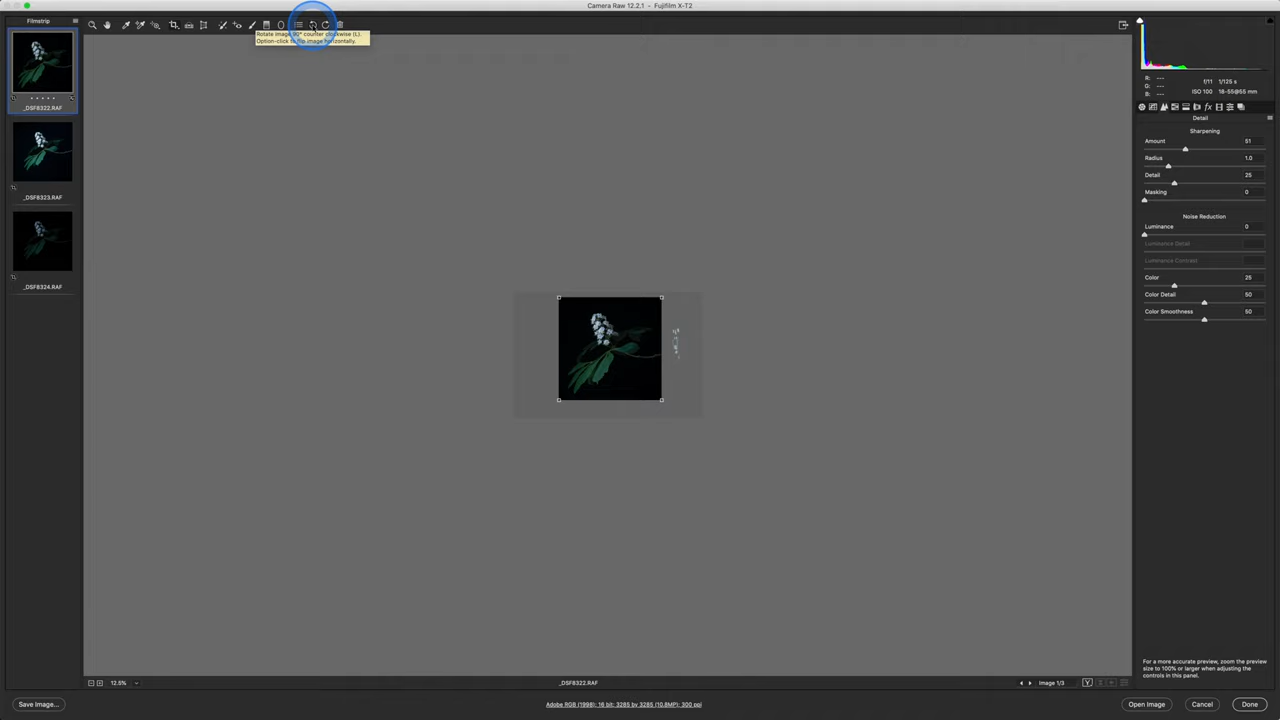 Camera Raw 12.2.1 - Fujifilm X-T2
Filmstrip
Rotate image 90° counter clockwise (L).
Option-click to flip image horizontally.
_DSF8322.RAF
_DSF8323.RAF
_DSF8324.RAF
R: ---
G: ---
B: ---
f/11 1/125 s
ISO 100 18-55@55 mm
Detail
Sharpening
Amount 51
Radius 1.0
Detail 25
Masking 0
Noise Reduction
Luminance 0
Luminance Detail
Luminance Contrast
Color 25
Color Detail 50
Color Smoothness 50
For a more accurate preview, zoom the preview
size to 100% or larger when adjusting the
controls in this panel.
12.5%
_DSF8322.RAF
Image 1/3
Y
Save Image...
Adobe RGB (1998); 16 bit; 3285 by 3285 (10.8MP); 300 ppi
Open Image
Cancel
Done